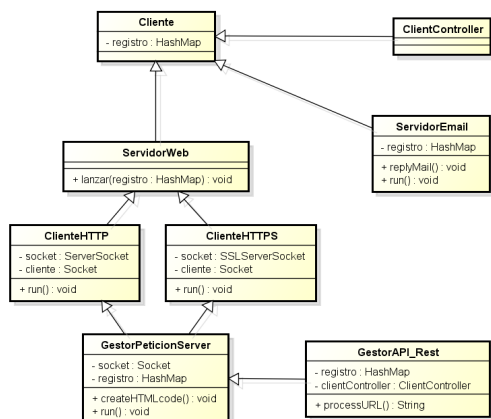 Cliente
- registro : HashMap
ClientController
ServidorEmail
- registro : HashMap
+ replyMail() : void
+ run() : void
ServidorWeb
+ lanzar(registro : HashMap) : void
ClienteHTTP
- socket : ServerSocket
- cliente : Socket
+ run() : void
ClienteHTTPS
- socket : SSLServerSocket
- cliente : Socket
+ run() : void
GestorPeticionServer
- socket : Socket
- registro : HashMap
+ createHTMLcode() : void
+ run() : void
GestorAPI_Rest
- registro : HashMap
- clientController : ClientController
+ processURL() : String